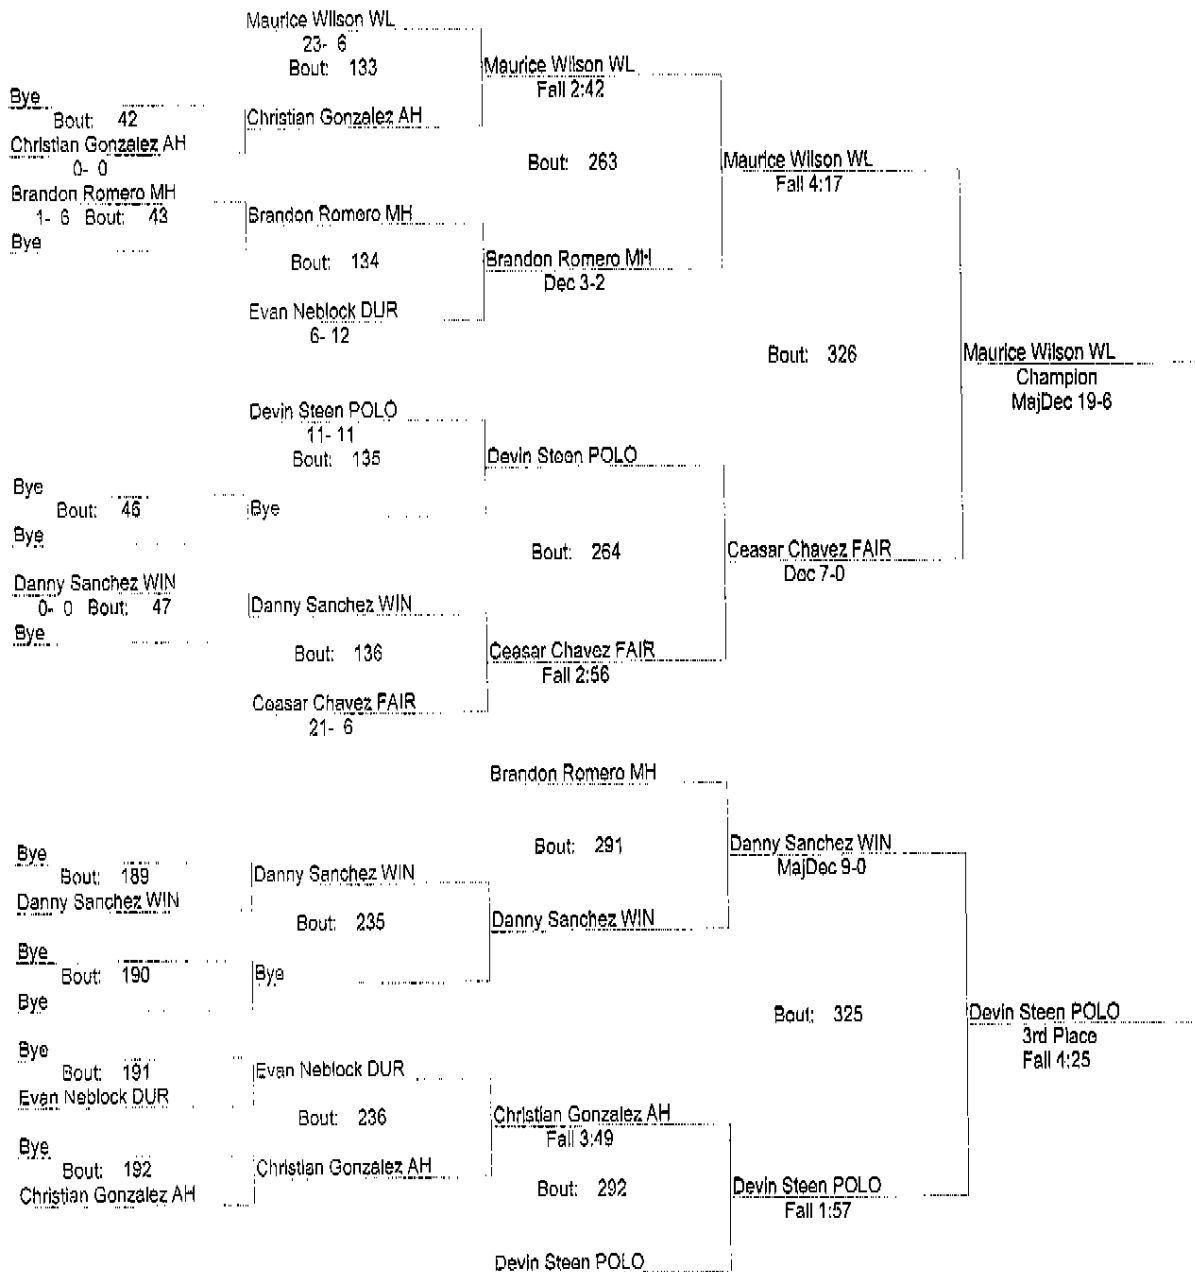 Maurice Wilson WL
23- 6
Bout: 133
Maurice Wilson WL
Fall 2:42
Bye
Bout: 42
Christian Gonzalez AH
0- 0
Christian Gonzalez AH
Bout: 263
Maurice Wilson WL
Fall 4:17
Brandon Romero MH
1- 6 Bout: 43
Bye
Brandon Romero MH
Bout: 134
Brandon Romero MH
Dec 3-2
Evan Neblock DUR
6- 12
Bout: 326
Maurice Wilson WL
Champion
MajDec 19-6
Devin Steen POLO
11- 11
Bout: 135
Devin Steen POLO
Bye
Bout: 46
Bye
Bye
Bout: 264
Ceasar Chavez FAIR
Dec 7-0
Danny Sanchez WIN
0- 0 Bout: 47
Bye
Danny Sanchez WIN
Bout: 136
Ceasar Chavez FAIR
Fall 2:56
Ceasar Chavez FAIR
21- 6
Brandon Romero MH
Bout: 291
Danny Sanchez WIN
MajDec 9-0
Bye
Bout: 189
Danny Sanchez WIN
Danny Sanchez WIN
Bout: 235
Danny Sanchez WIN
Bye
Bout: 190
Bye
Bye
Bout: 325
Devin Steen POLO
3rd Place
Fall 4:25
Bye
Bout: 191
Evan Neblock DUR
Evan Neblock DUR
Bout: 236
Christian Gonzalez AH
Fall 3:49
Bye
Bout: 192
Christian Gonzalez AH
Christian Gonzalez AH
Bout: 292
Devin Steen POLO
Fall 1:57
Devin Steen POLO